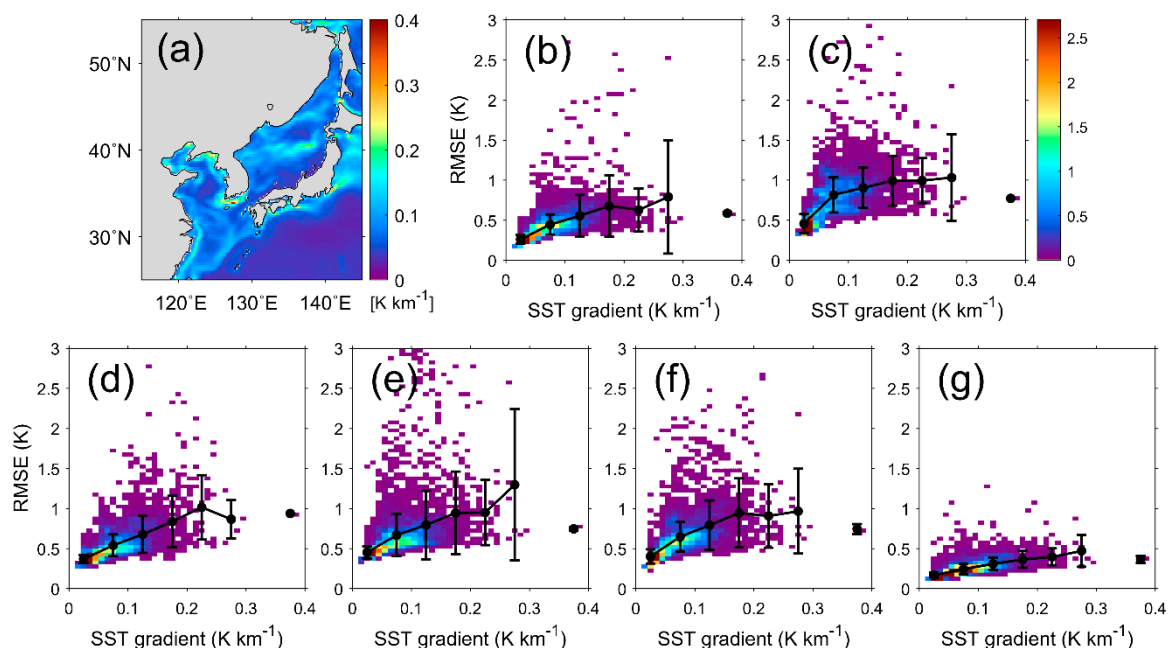 (a)
50°N
40°N
30°N
120°E 130°E 140°E
0.4
0.3
0.2
0.1
0
[K km⁻¹]
(b)
RMSE (K)
3
2.5
2
1.5
1
0.5
0
0 0.1 0.2 0.3 0.4
SST gradient (K km⁻¹)
(c)
3
2.5
2
1.5
1
0.5
0
0 0.1 0.2 0.3 0.4
SST gradient (K km⁻¹)
2.5
2
1.5
1
0.5
0
(d)
RMSE (K)
3
2.5
2
1.5
1
0.5
0
0 0.1 0.2 0.3 0.4
SST gradient (K km⁻¹)
(e)
3
2.5
2
1.5
1
0.5
0
0 0.1 0.2 0.3 0.4
SST gradient (K km⁻¹)
(f)
3
2.5
2
1.5
1
0.5
0
0 0.1 0.2 0.3 0.4
SST gradient (K km⁻¹)
(g)
3
2.5
2
1.5
1
0.5
0
0 0.1 0.2 0.3 0.4
SST gradient (K km⁻¹)